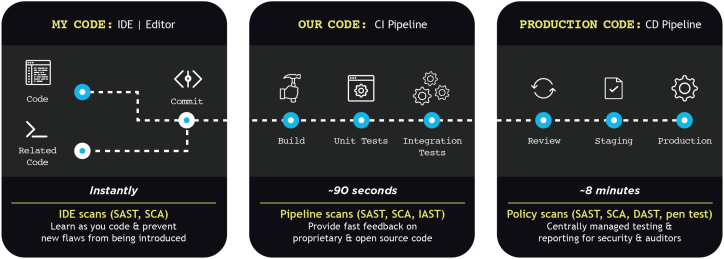 MY CODE: IDE | Editor
Code
Commit
Related
Code
Instantly
IDE scans (SAST, SCA)
Learn as you code & prevent
new flaws from being introduced
OUR CODE: CI Pipeline
Build
Unit Tests
Integration
Tests
~90 seconds
Pipeline scans (SAST, SCA, IAST)
Provide fast feedback on
proprietary & open source code
PRODUCTION CODE: CD Pipeline
Review
Staging
Production
~8 minutes
Policy scans (SAST, SCA, DAST, pen test)
Centrally managed testing &
reporting for security & auditors